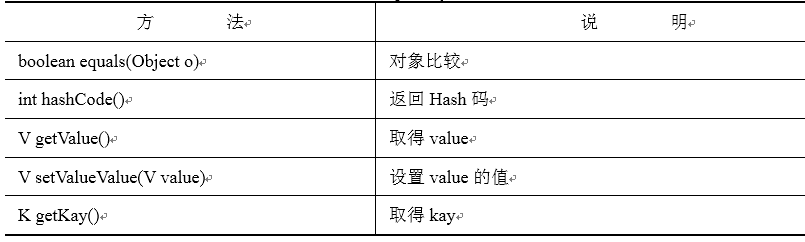 方 法
说 明
boolean equals(Object o)
对象比较
int hashCode()
返回 Hash 码
V getValue()
取得 value
V setValueValue(V value)
设置 value 的值
K getKay()
取得 kay